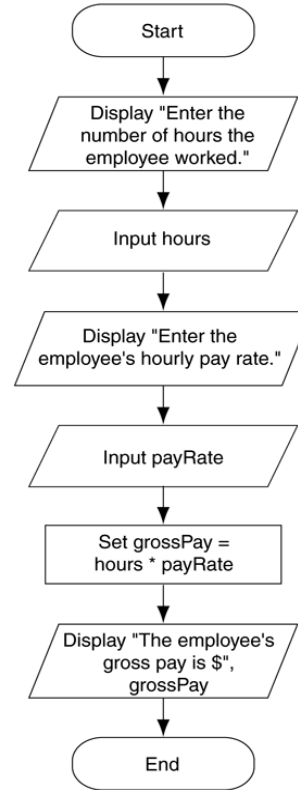 Start
Display "Enter the
number of hours the
employee worked."
Input hours
Display "Enter the
employee's hourly pay rate."
Input payRate
Set grossPay =
hours * payRate
Display "The employee's
gross pay is $",
grossPay
End